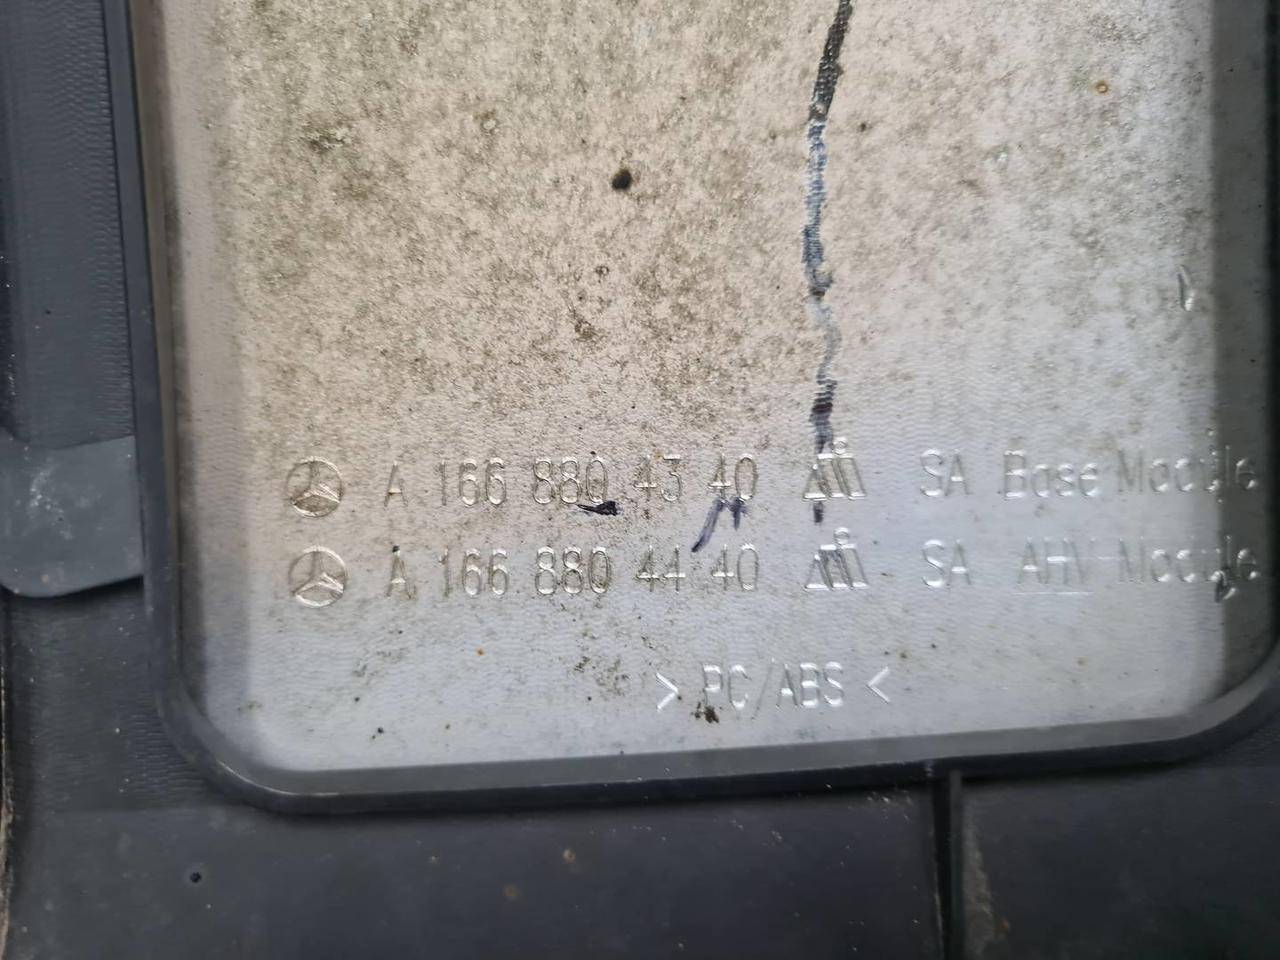 A 166 880 43 40 SA Base Module
A 166 880 44 40 SA AHV-Module
> PC/ABS <